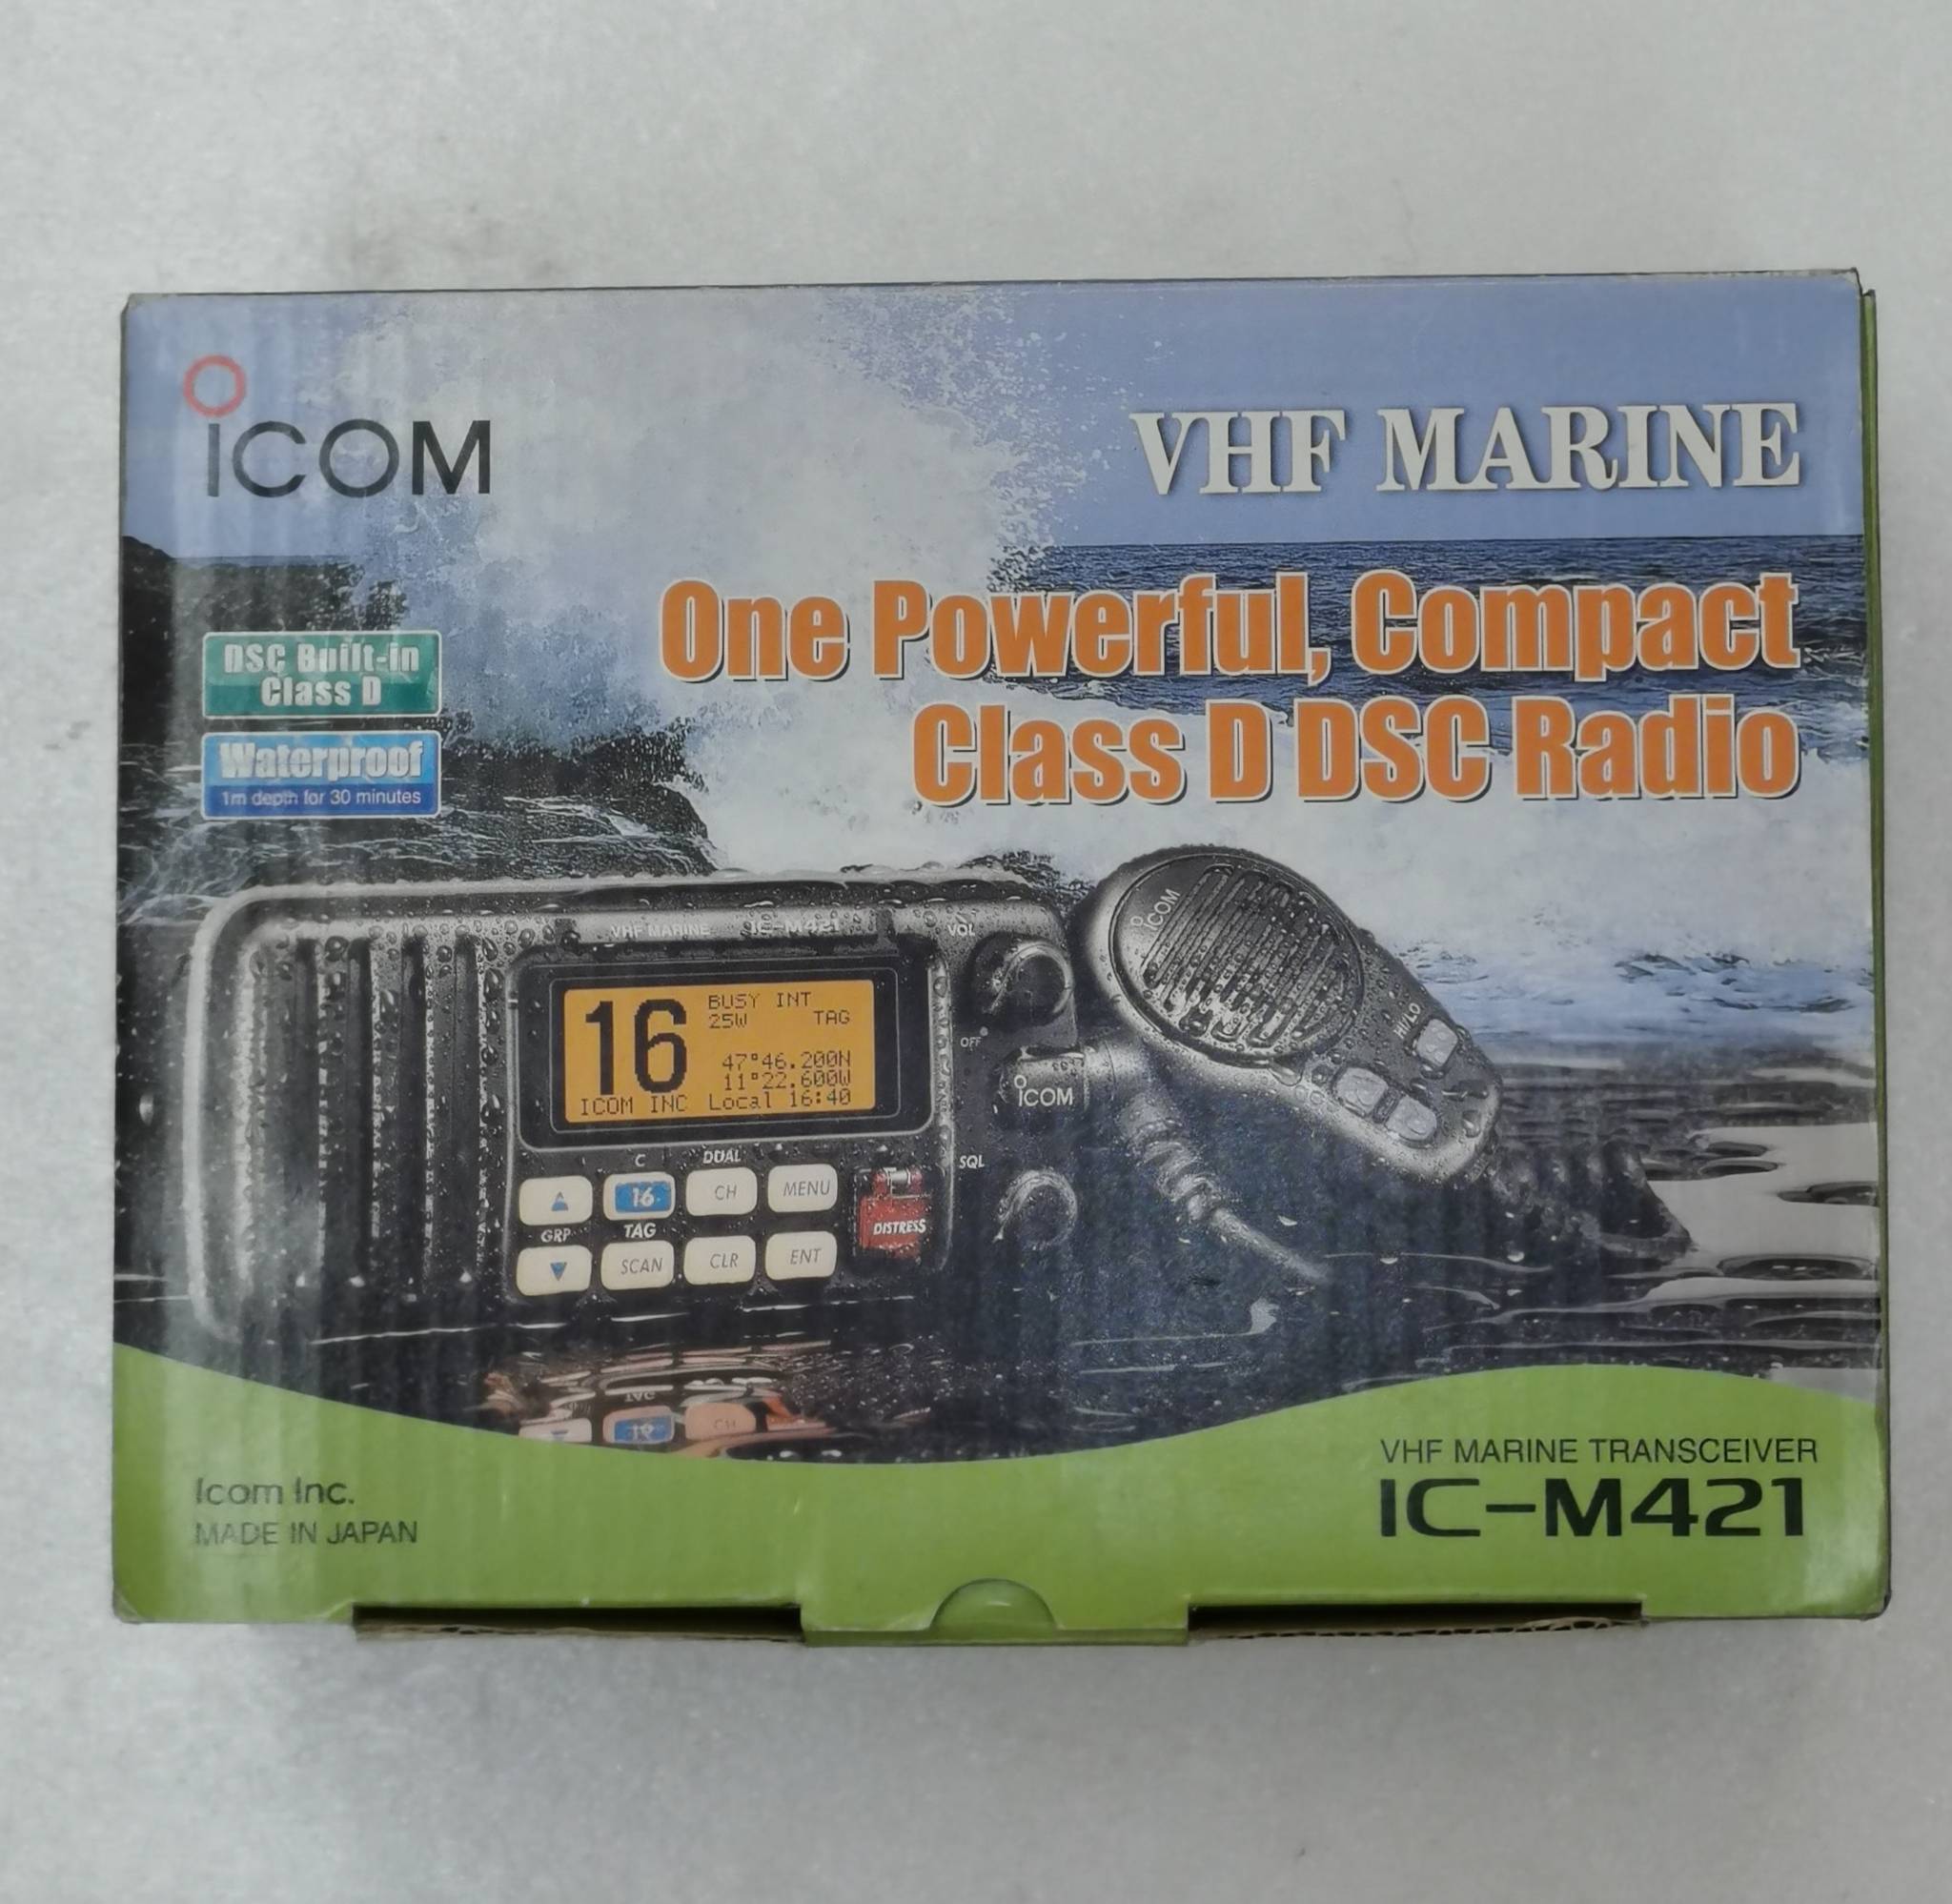 ICOM
VHF MARINE
One Powerful, Compact
Class D DSC Radio
DSC Built-in
Class D
Waterproof
1m depth for 30 minutes
VHF MARINE IC-M421
VOL
16
BUSY INT
25W TAG
47°46.200N
11°22.600W
ICOM INC Local 16:40
OFF
ICOM
SQL
C DUAL
16 CH MENU
GRP TAG
SCAN CLR ENT
DISTRESS
ICOM
HI/LO
VHF MARINE TRANSCEIVER
IC-M421
Icom Inc.
MADE IN JAPAN